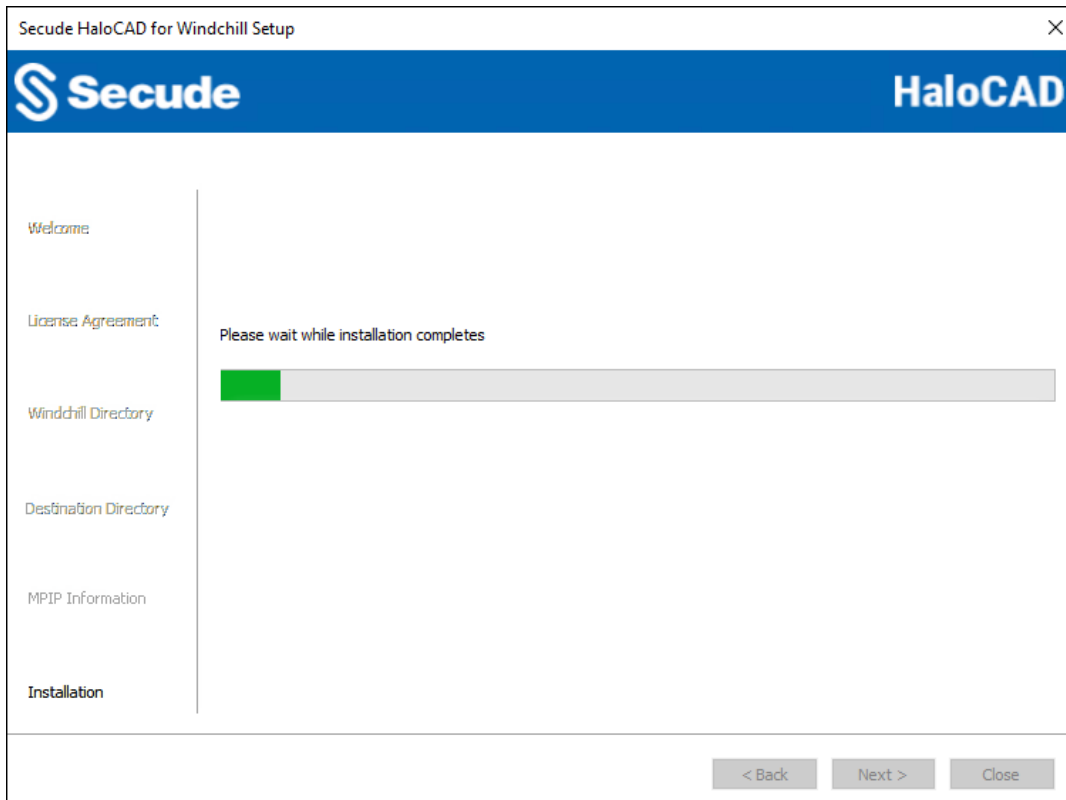 Secude HaloCAD for Windchill Setup
Secude
HaloCAD
Welcome
License Agreement
Please wait while installation completes
Windchill Directory
Destination Directory
MPIP Information
Installation
< Back
Next >
Close